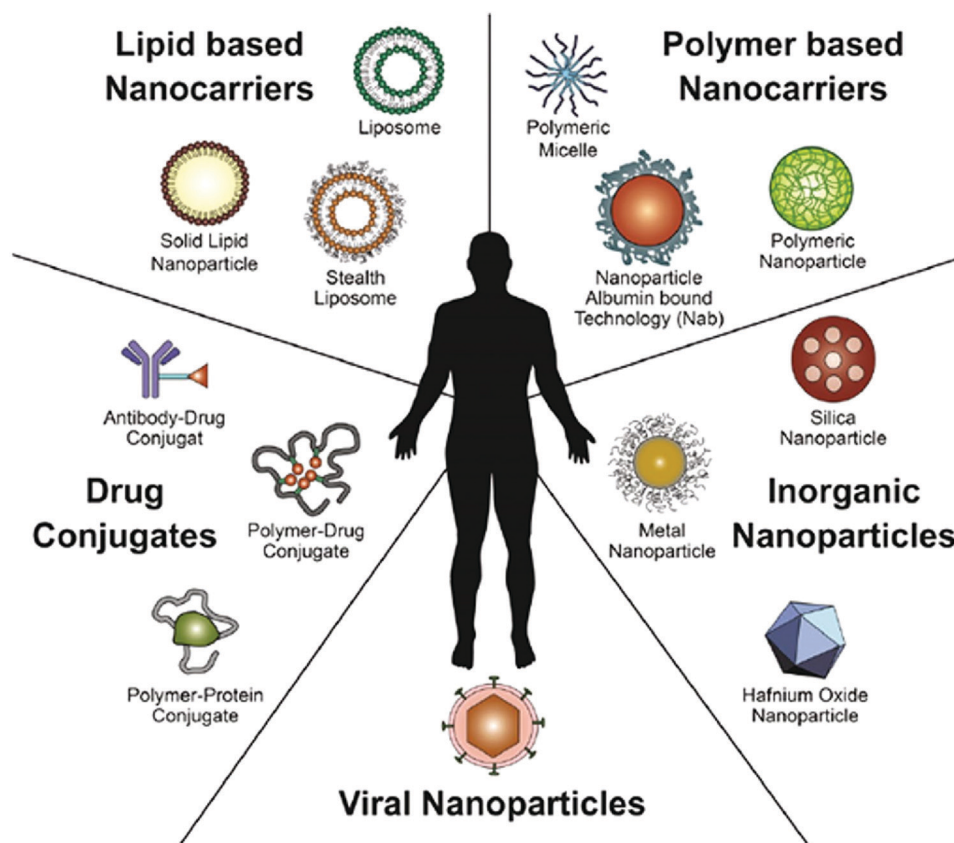 Lipid based
Nanocarriers
Liposome
Solid Lipid
Nanoparticle
Stealth
Liposome
Polymer based
Nanocarriers
Polymeric
Micelle
Nanoparticle
Albumin bound
Technology (Nab)
Polymeric
Nanoparticle
Antibody-Drug
Conjugat
Drug
Conjugates
Polymer-Drug
Conjugate
Polymer-Protein
Conjugate
Silica
Nanoparticle
Metal
Nanoparticle
Inorganic
Nanoparticles
Hafnium Oxide
Nanoparticle
Viral Nanoparticles